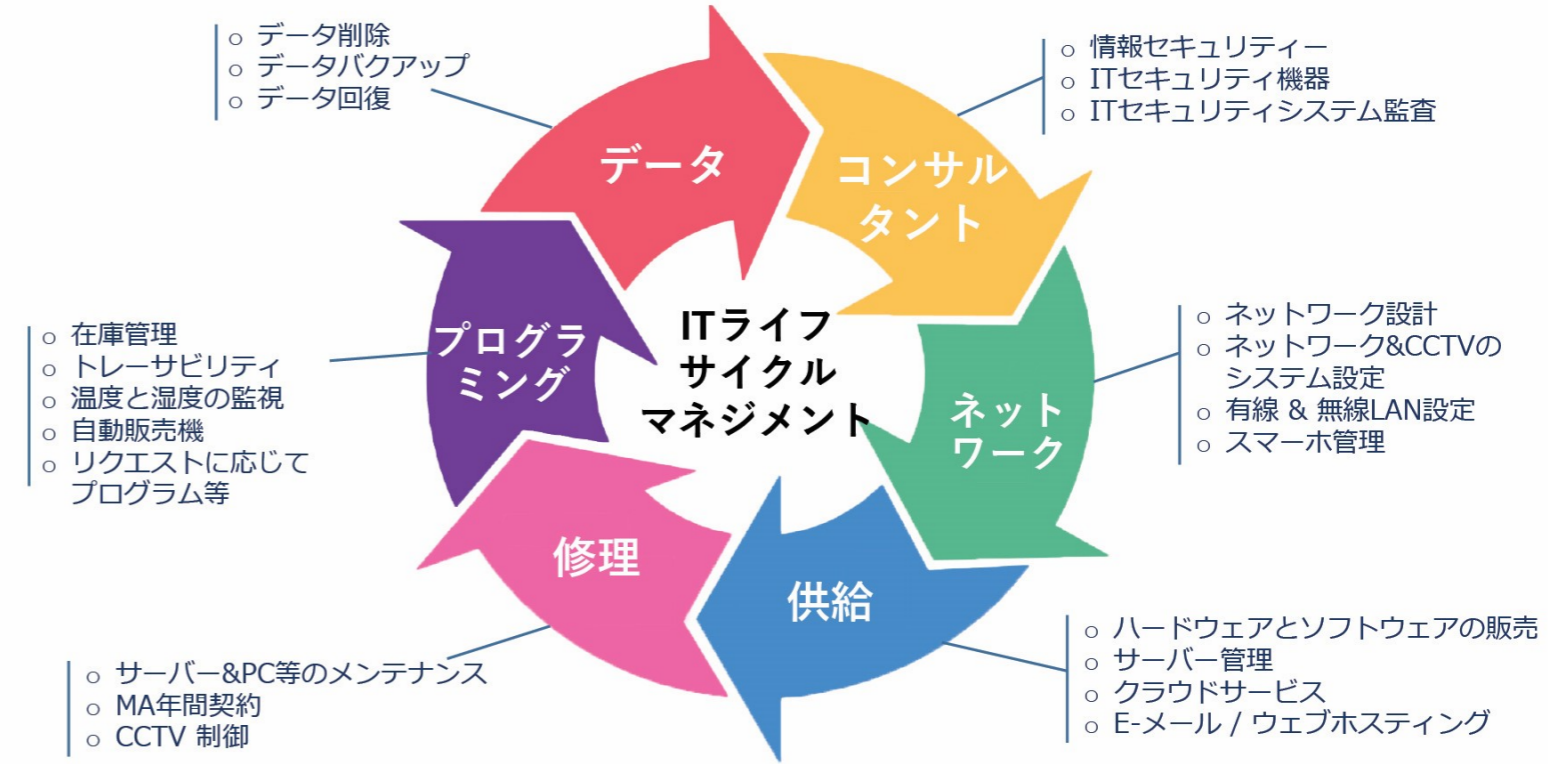 データ
o データ削除
o データバクアップ
o データ回復
コンサル
タント
o 情報セキュリティー
o ITセキュリティ機器
o ITセキュリティシステム監査
ネット
ワーク
o ネットワーク設計
o ネットワーク&CCTVの
システム設定
o 有線 & 無線LAN設定
o スマーホ管理
供給
o ハードウェアとソフトウェアの販売
o サーバー管理
o クラウドサービス
o E-メール / ウェブホスティング
修理
o サーバー&PC等のメンテナンス
o MA年間契約
o CCTV 制御
プログラ
ミング
o 在庫管理
o トレーサビリティ
o 温度と湿度の監視
o 自動販売機
o リクエストに応じて
プログラム等
ITライフ
サイクル
マネジメント